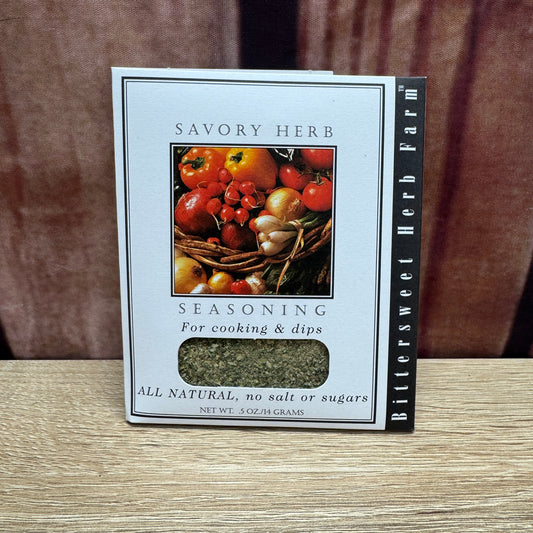 SAVORY HERB
SEASONING
For cooking & dips
ALL NATURAL, no salt or sugars
NET WT. .5 OZ./14 GRAMS
Bittersweet Herb Farm™